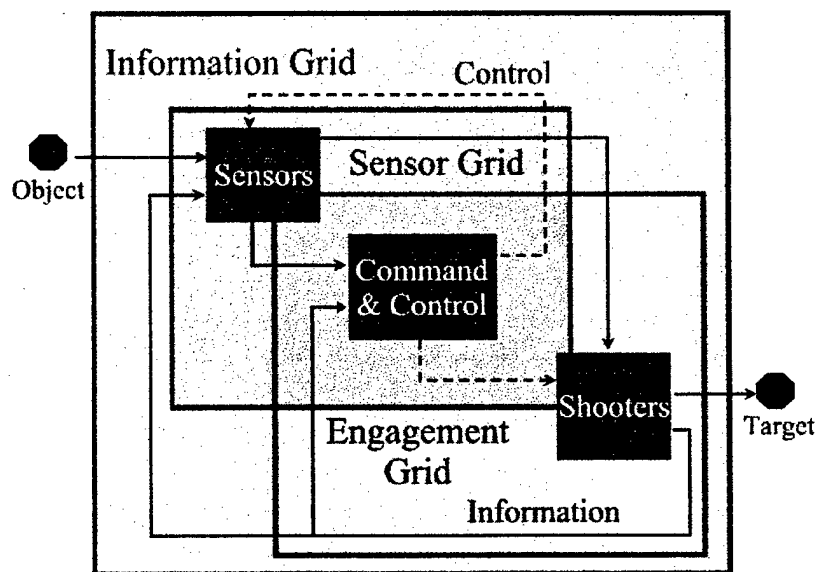 Information Grid
Control
Object
Sensors
Sensor Grid
Command
& Control
Shooters
Target
Engagement
Grid
Information